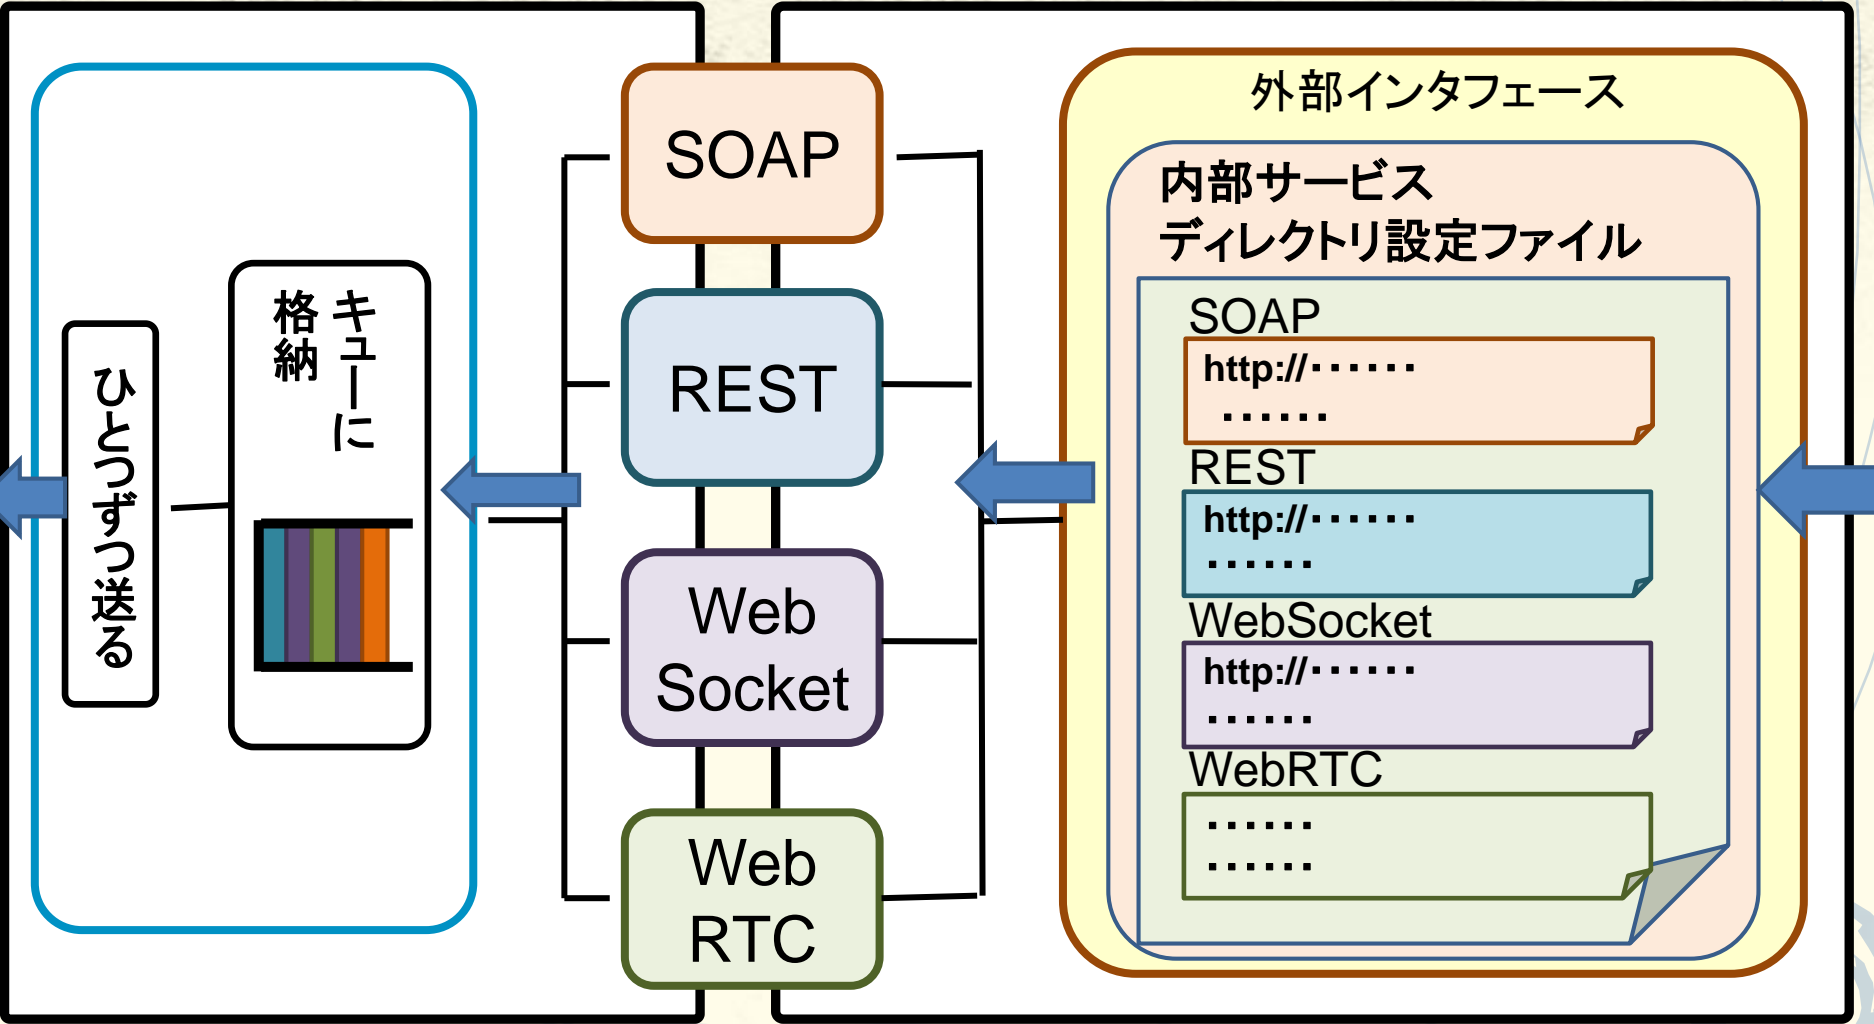 SOAP
REST
Web
Socket
Web
RTC
外部インタフェース
内部サービス
ディレクトリ設定ファイル
SOAP
http://・・・・・・
・・・・・・
REST
http://・・・・・・
・・・・・・
WebSocket
http://・・・・・・
・・・・・・
WebRTC
・・・・・・
・・・・・・
キューに
格納
ひとつずつ送る